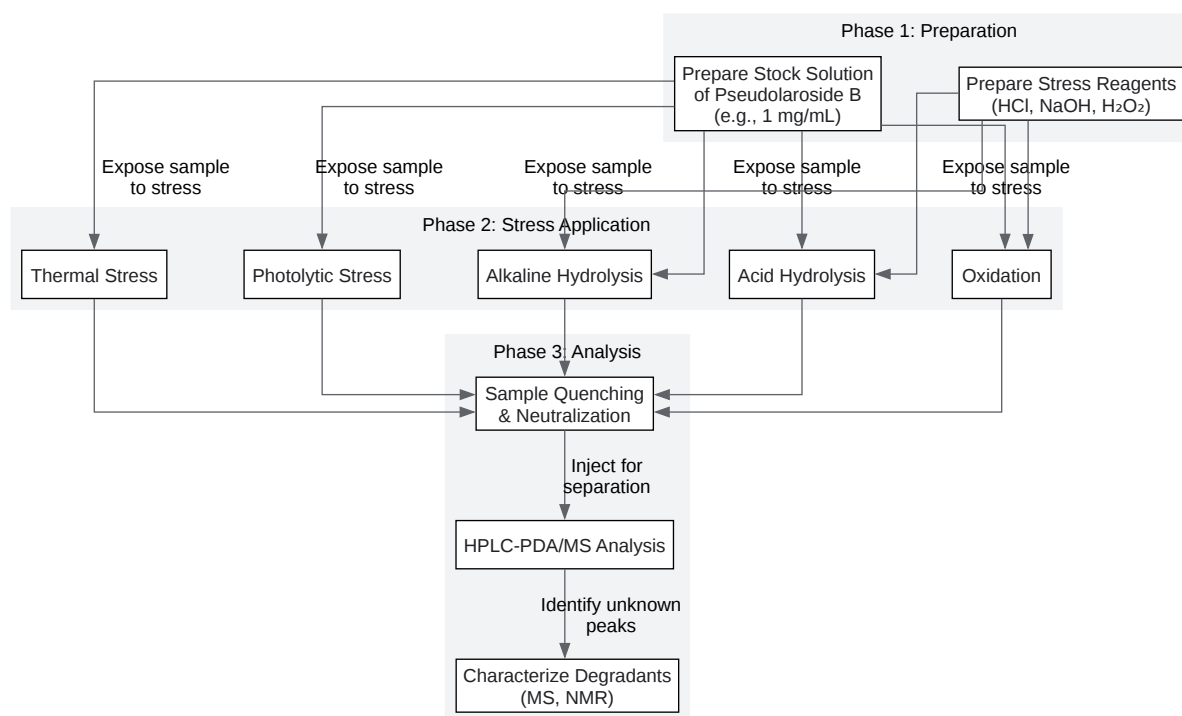 Phase 1: Preparation
Prepare Stock Solution
of Pseudolaroside B
(e.g., 1 mg/mL)
Prepare Stress Reagents
(HCl, NaOH, H₂O₂)
Expose sample
to stress
Expose sample
to stress
Expose sample
to stress
Expose sample
to stress
Expose sample
to stress
Phase 2: Stress Application
Thermal Stress
Photolytic Stress
Alkaline Hydrolysis
Acid Hydrolysis
Oxidation
Phase 3: Analysis
Sample Quenching
& Neutralization
Inject for
separation
HPLC-PDA/MS Analysis
Identify unknown
peaks
Characterize Degradants
(MS, NMR)